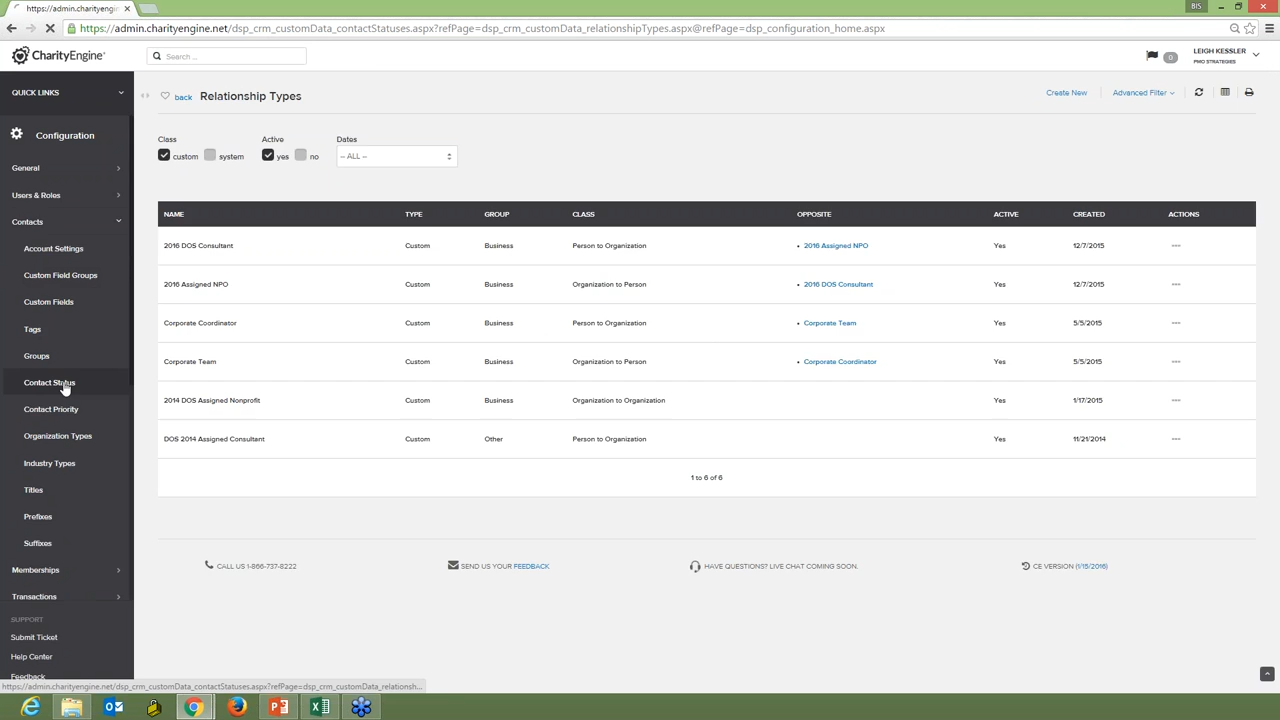 https://admin.charityengine.net/
BIS
https://admin.charityengine.net/dsp_crm_customData_contactStatuses.aspx?refPage=dsp_crm_customData_relationshipTypes.aspx@refPage=dsp_configuration_home.aspx
CharityEngine
Search ...
0
LEIGH KESSLER
PMO STRATEGIES
QUICK LINKS
back
Relationship Types
Create New
Advanced Filter
Configuration
Class
Active
Dates
custom
system
yes
no
-- ALL --
General
Users & Roles
Contacts
Account Settings
Custom Field Groups
Custom Fields
Tags
Groups
Contact Status
Contact Priority
Organization Types
Industry Types
Titles
Prefixes
Suffixes
Memberships
Transactions
SUPPORT
Submit Ticket
Help Center
Feedback
NAME TYPE GROUP CLASS OPPOSITE ACTIVE CREATED ACTIONS
2016 DOS Consultant Custom Business Person to Organization • 2016 Assigned NPO Yes 12/7/2015
2016 Assigned NPO Custom Business Organization to Person • 2016 DOS Consultant Yes 12/7/2015
Corporate Coordinator Custom Business Person to Organization • Corporate Team Yes 5/5/2015
Corporate Team Custom Business Organization to Person • Corporate Coordinator Yes 5/5/2015
2014 DOS Assigned Nonprofit Custom Business Organization to Organization Yes 1/17/2015
DOS 2014 Assigned Consultant Custom Other Person to Organization Yes 11/21/2014
1 to 6 of 6
CALL US 1-866-737-8222
SEND US YOUR FEEDBACK
HAVE QUESTIONS? LIVE CHAT COMING SOON.
CE VERSION (1/15/2016)
https://admin.charityengine.net/dsp_crm_customData_contactStatuses.aspx?refPage=dsp_crm_customData_relationsh...